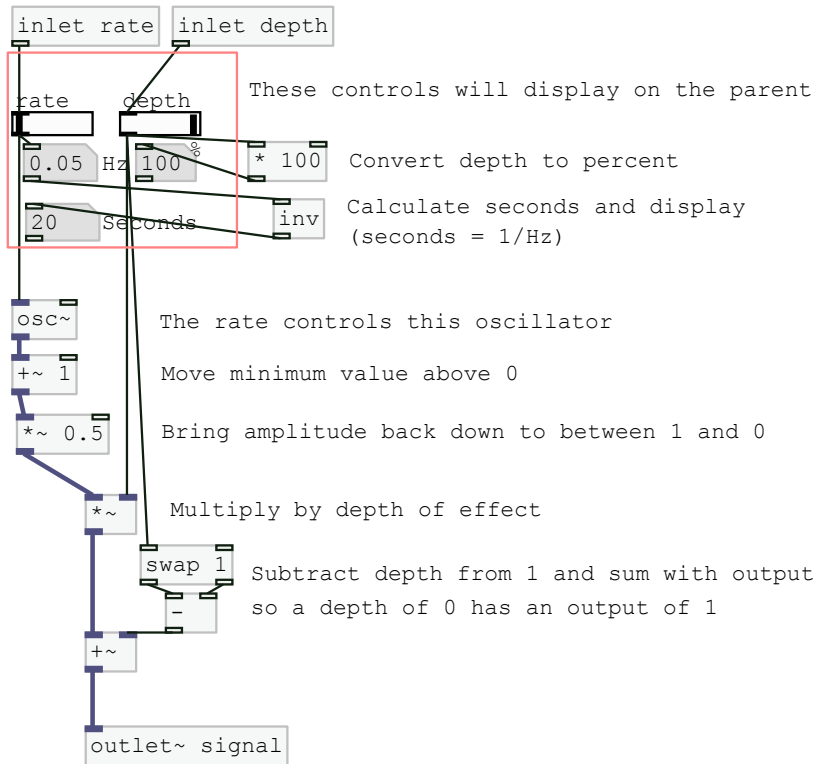 inlet rate inlet depth
These controls will display on the parent
rate depth
0.05 Hz 100 % * 100 Convert depth to percent
20 Seconds inv Calculate seconds and display
(seconds = 1/Hz)
osc~ The rate controls this oscillator
+~ 1 Move minimum value above 0
*~ 0.5 Bring amplitude back down to between 1 and 0
*~ Multiply by depth of effect
swap 1 Subtract depth from 1 and sum with output
- so a depth of 0 has an output of 1
+~
outlet~ signal